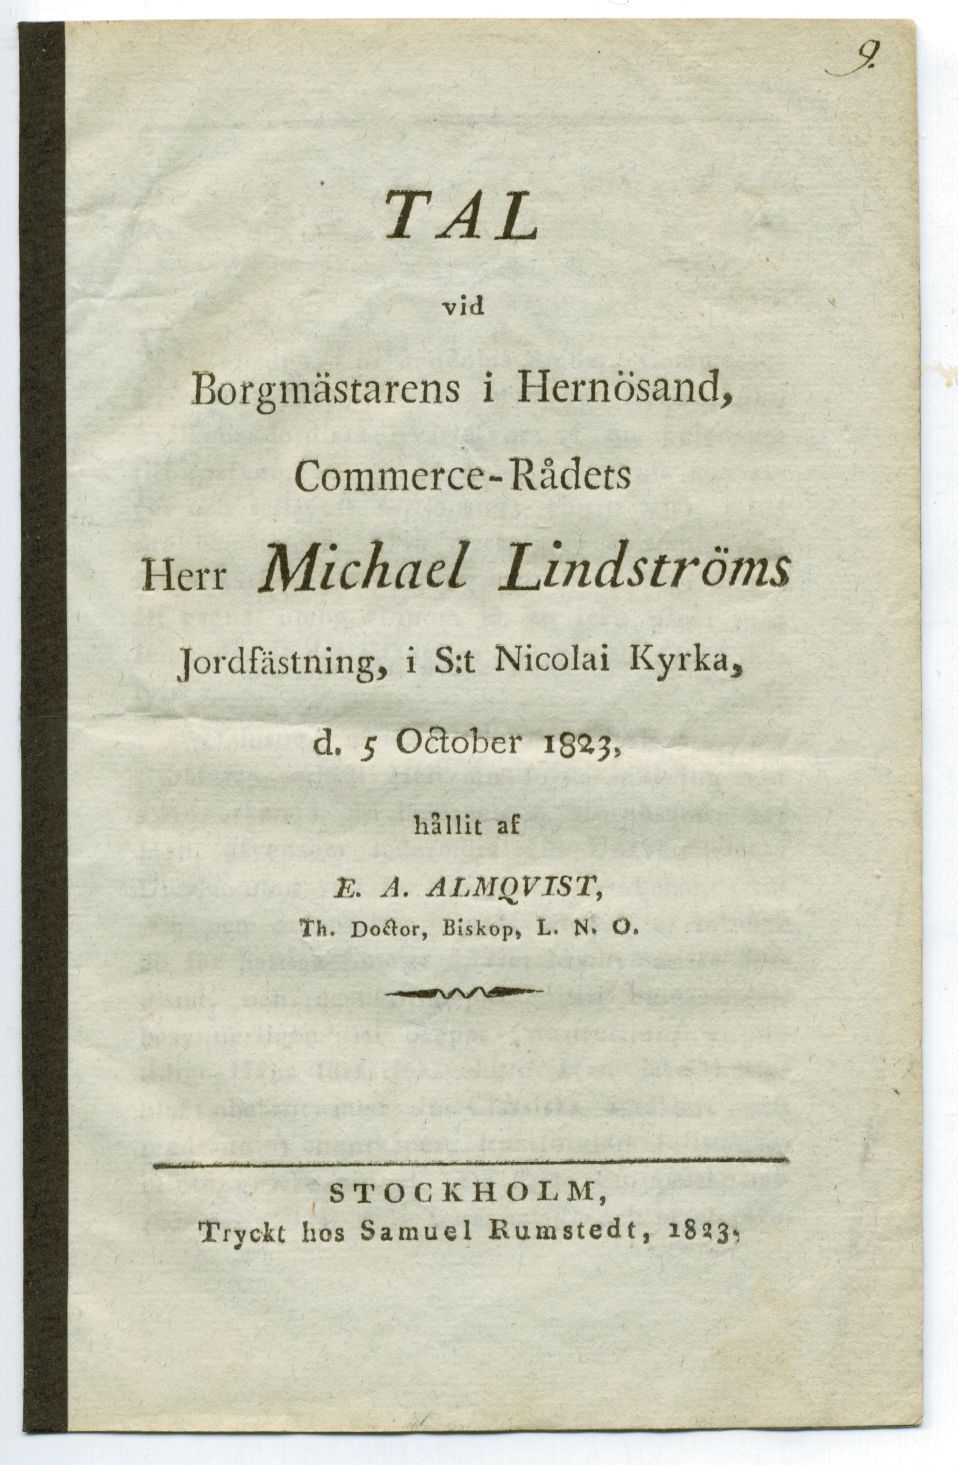 9.
TAL
vid
Borgmästarens i Hernösand,
Commerce-Rådets
Herr Michael Lindströms
Jordfästning, i S:t Nicolai Kyrka,
d. 5 October 1823,
hållit af
E. A. ALMQVIST,
Th. Doctor, Biskop, L. N. O.
STOCKHOLM,
Tryckt hos Samuel Rumstedt, 1823.